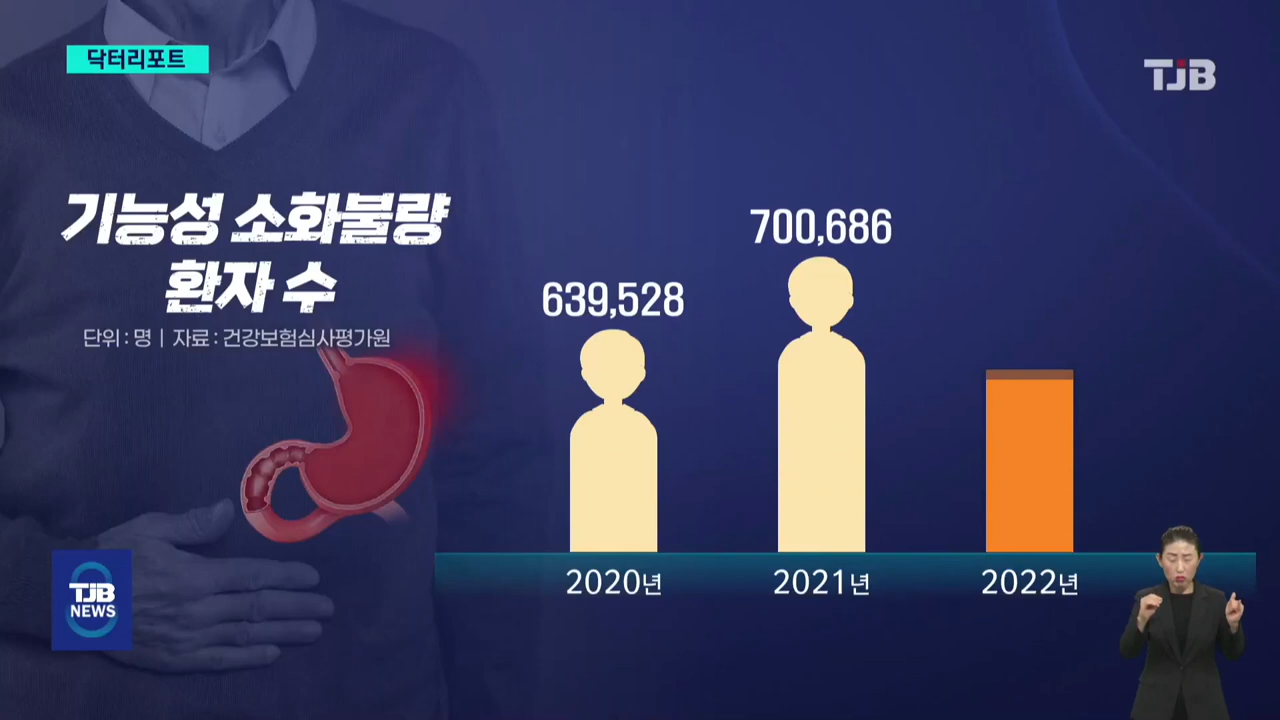 닥터리포트
TJB
기능성 소화불량
환자 수
단위 : 명 | 자료 : 건강보험심사평가원
639,528
700,686
2020년
2021년
2022년
TJB
NEWS